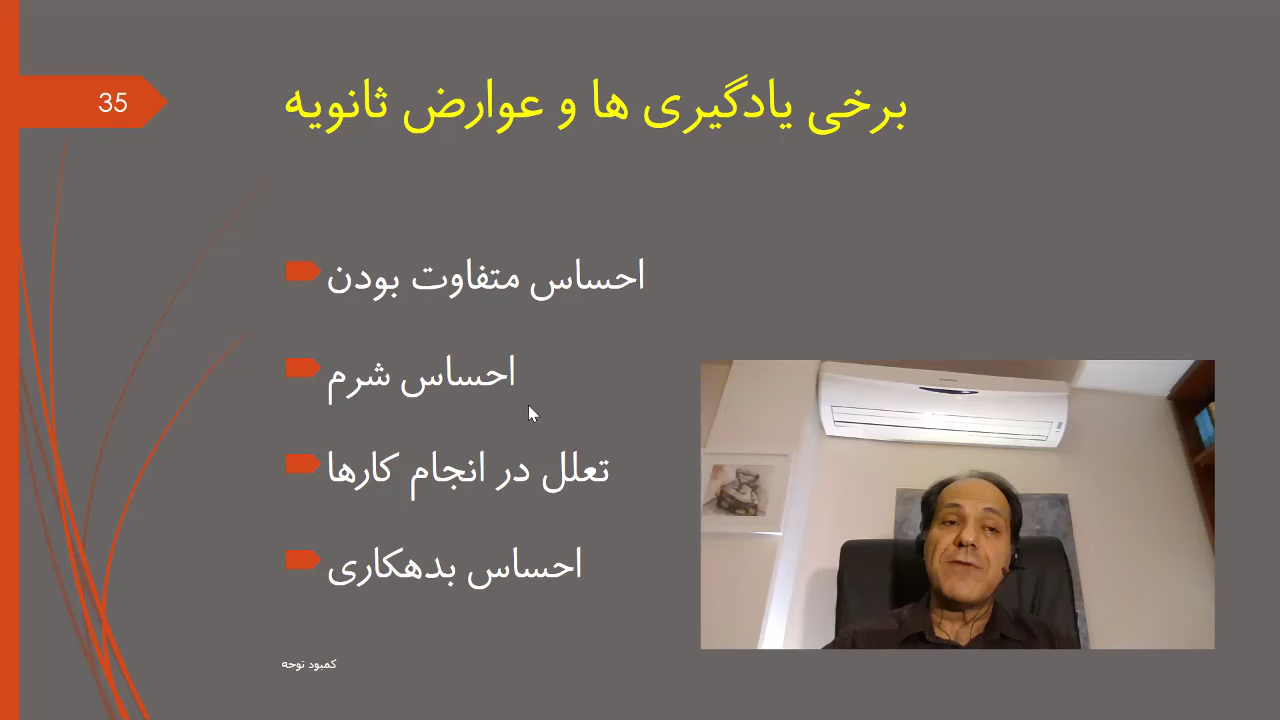 35
برخی یادگیری ها و عوارض ثانویه
احساس متفاوت بودن
احساس شرم
تعلل در انجام کارها
احساس بدهکاری
کمبود توجه